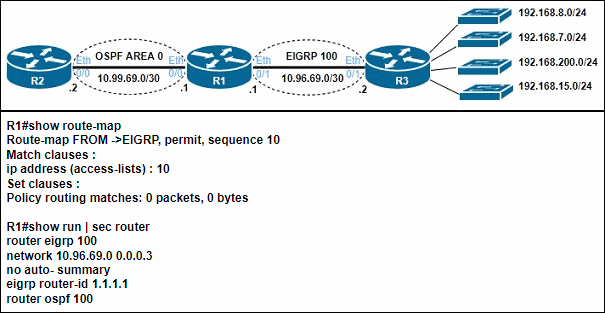 192.168.8.0/24
OSPF AREA 0
EIGRP 100
192.168.7.0/24
R2
Eth
0/0
10.99.69.0/30
Eth
0/0
R1
Eth
0/1
10.96.69.0/30
Eth
0/1
R3
192.168.200.0/24
.2
.1
.1
.2
192.168.15.0/24
R1#show route-map
Route-map FROM ->EIGRP, permit, sequence 10
Match clauses :
ip address (access-lists) : 10
Set clauses :
Policy routing matches: 0 packets, 0 bytes
R1#show run | sec router
router eigrp 100
network 10.96.69.0 0.0.0.3
no auto- summary
eigrp router-id 1.1.1.1
router ospf 100